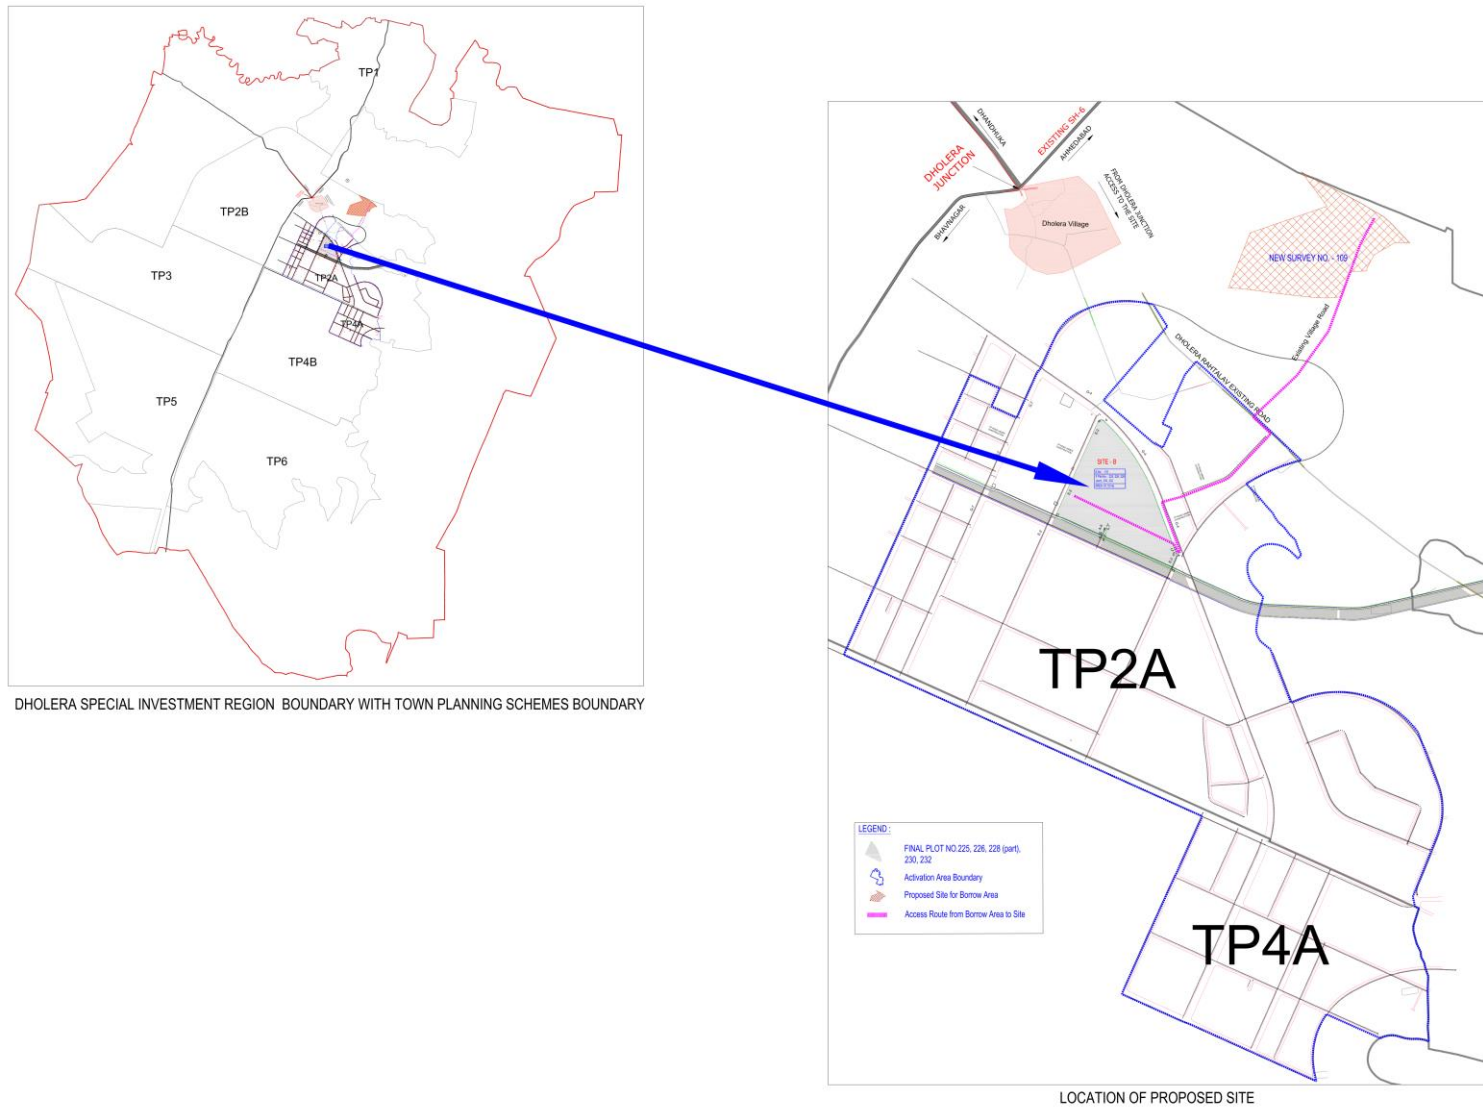 TP1
TP2B
TP3
TP2A
TP4A
TP4B
TP5
TP6
DHOLERA SPECIAL INVESTMENT REGION BOUNDARY WITH TOWN PLANNING SCHEMES BOUNDARY
DHANDHUKA
EXISTING SH-6
AHMEDABAD
DHOLERA
JUNCTION
FROM DHOLERA JUNCTION
ACCESS TO THE SITE
BHAVNAGAR
Dholera Village
NEW SURVEY NO. - 109
Existing Village Road
DHOLERA RAHTALAV EXISTING ROAD
SITE - B
TP2A
LEGEND :
FINAL PLOT NO 225, 226, 228 (part),
230, 232
Activation Area Boundary
Proposed Site for Borrow Area
Access Route from Borrow Area to Site
TP4A
LOCATION OF PROPOSED SITE